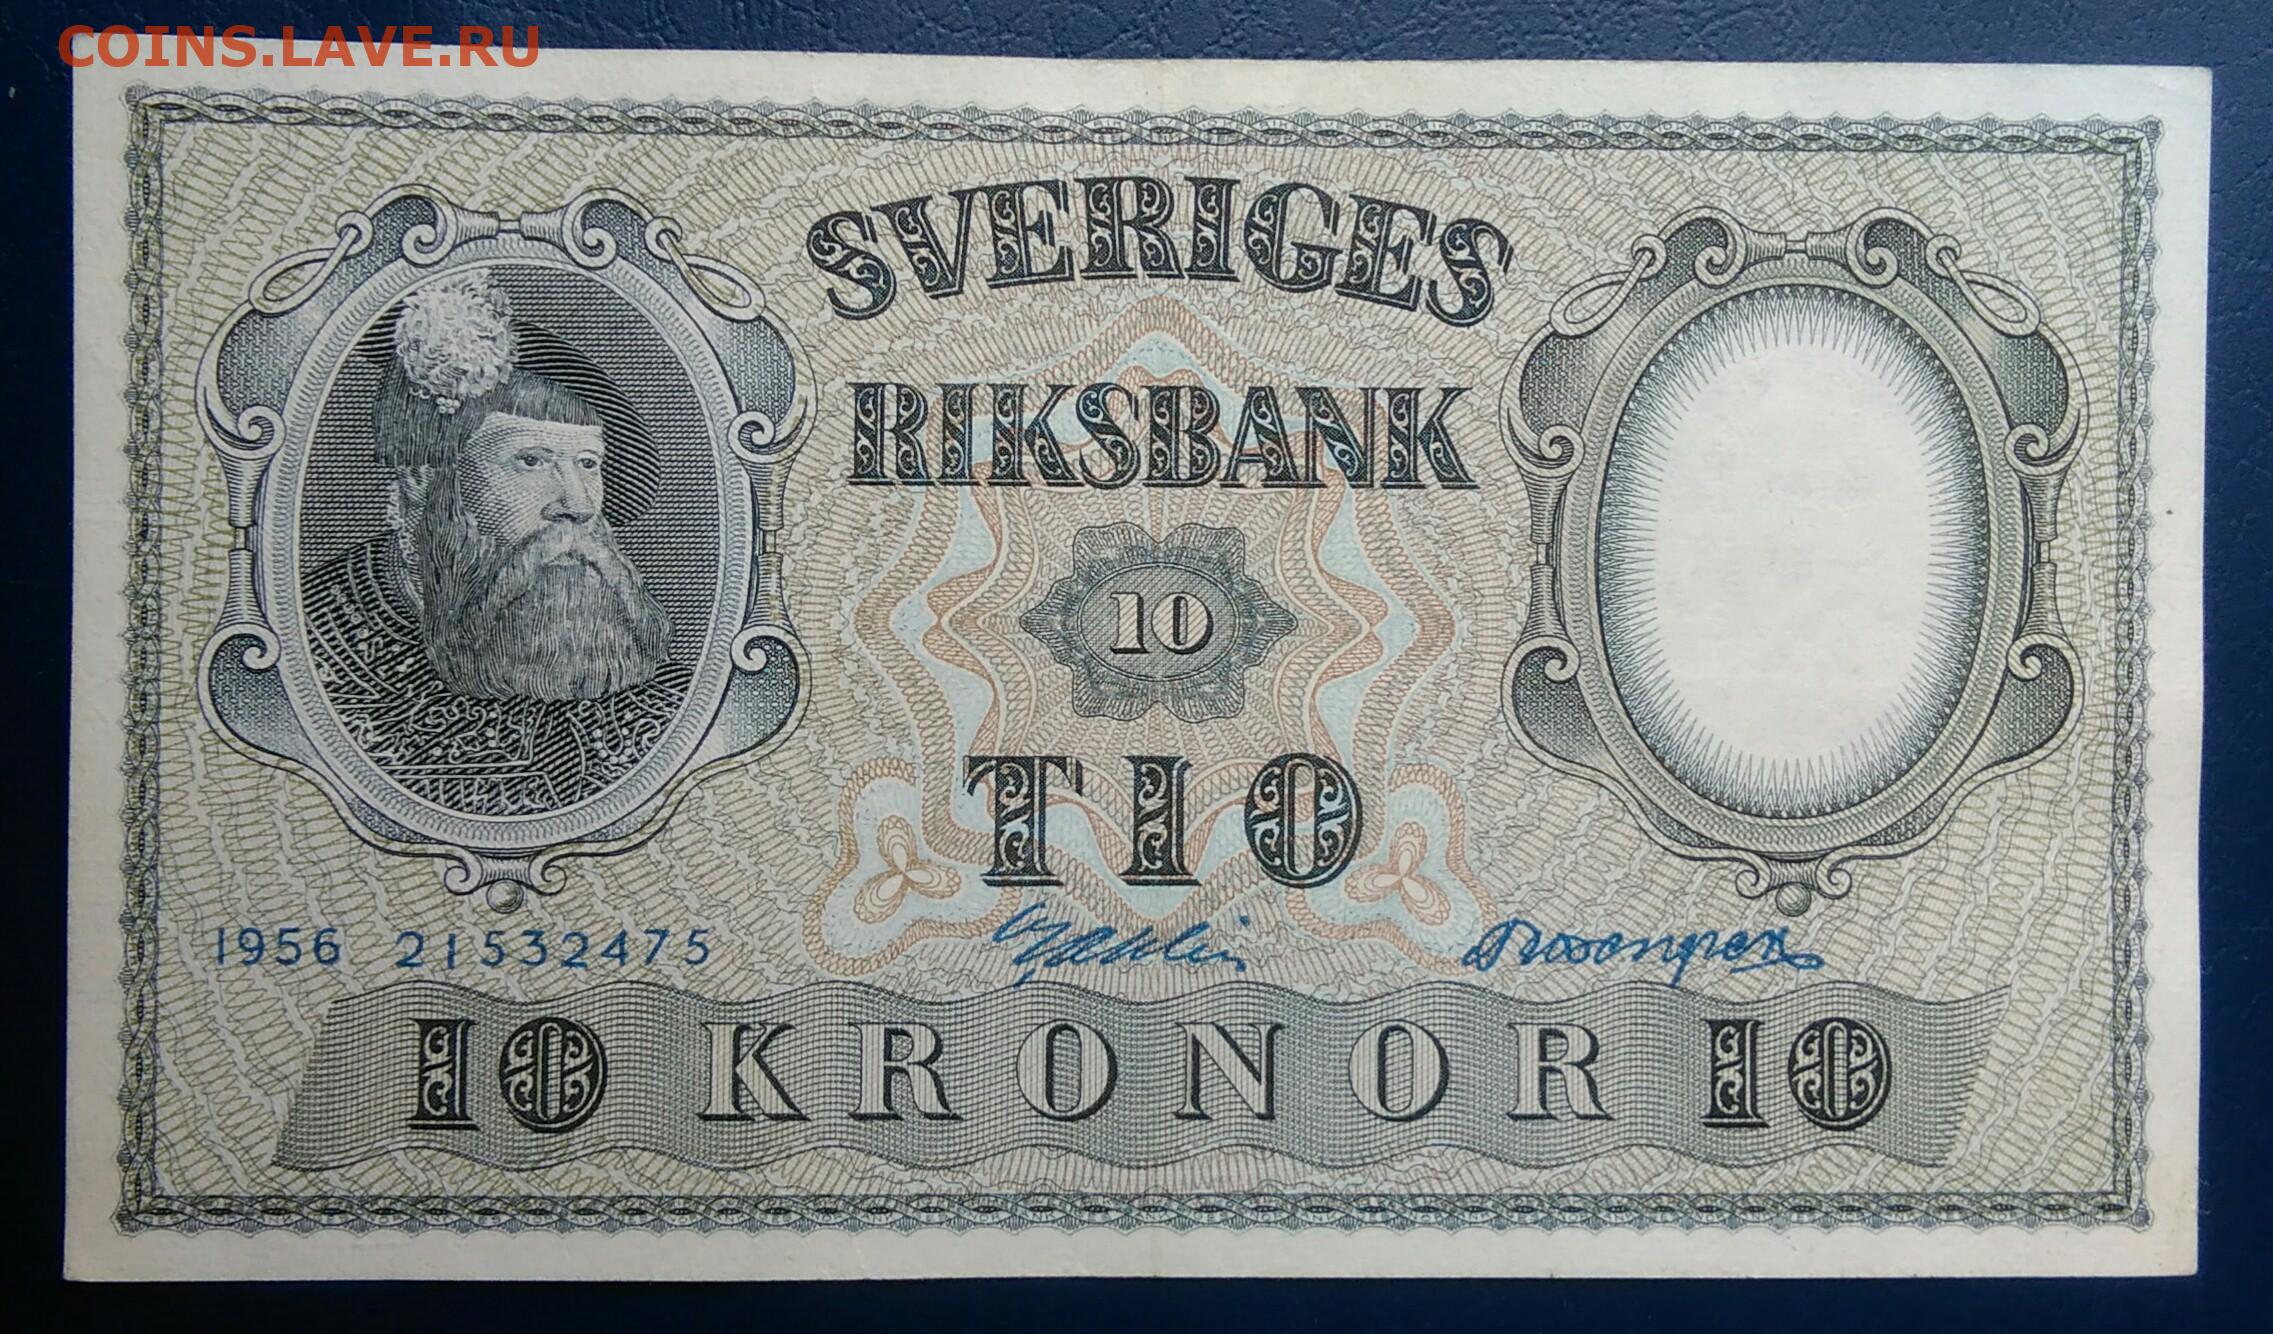 COINS.LAVE.RU
SVERIGES
RIKSBANK
10
TIO
1956 21532475
10 KRONOR 10